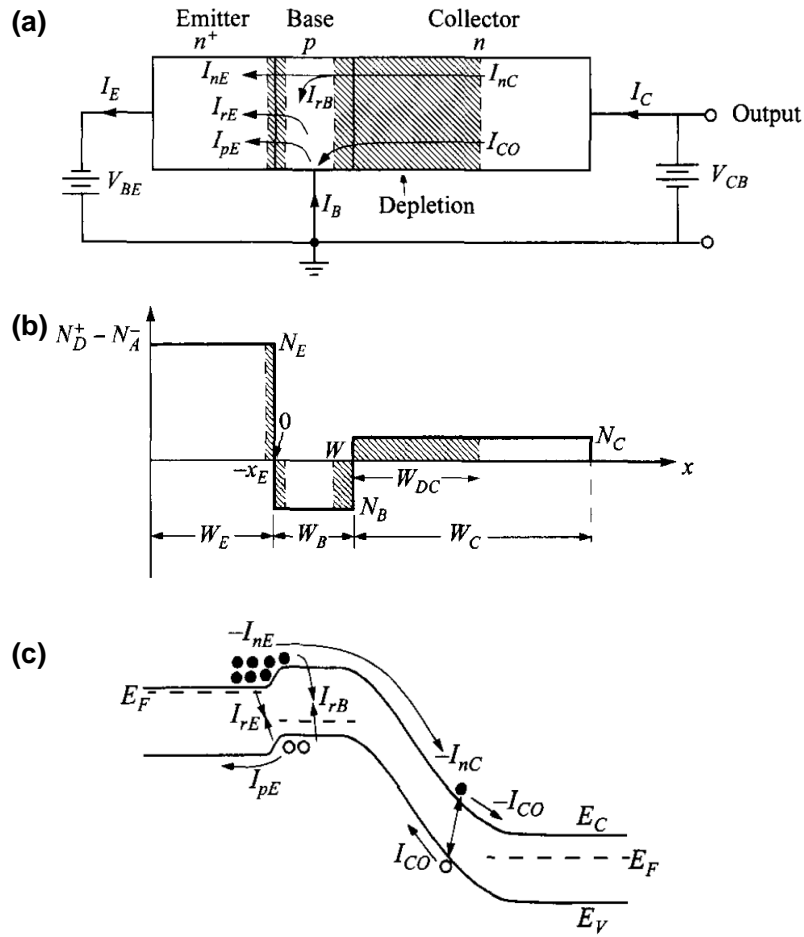 (a)
Emitter Base Collector
n⁺ p n
I_nE I_nC
I_rB
I_E I_rE I_C Output
I_pE I_CO
V_BE V_CB
I_B Depletion
(b)
N_D⁺ − N_A⁻ N_E
0
W N_C
−x_E W_DC x
N_B
W_E W_B W_C
(c)
−I_nE
E_F I_rB
I_rE
−I_nC
I_pE
−I_CO
E_C
I_CO E_F
E_V